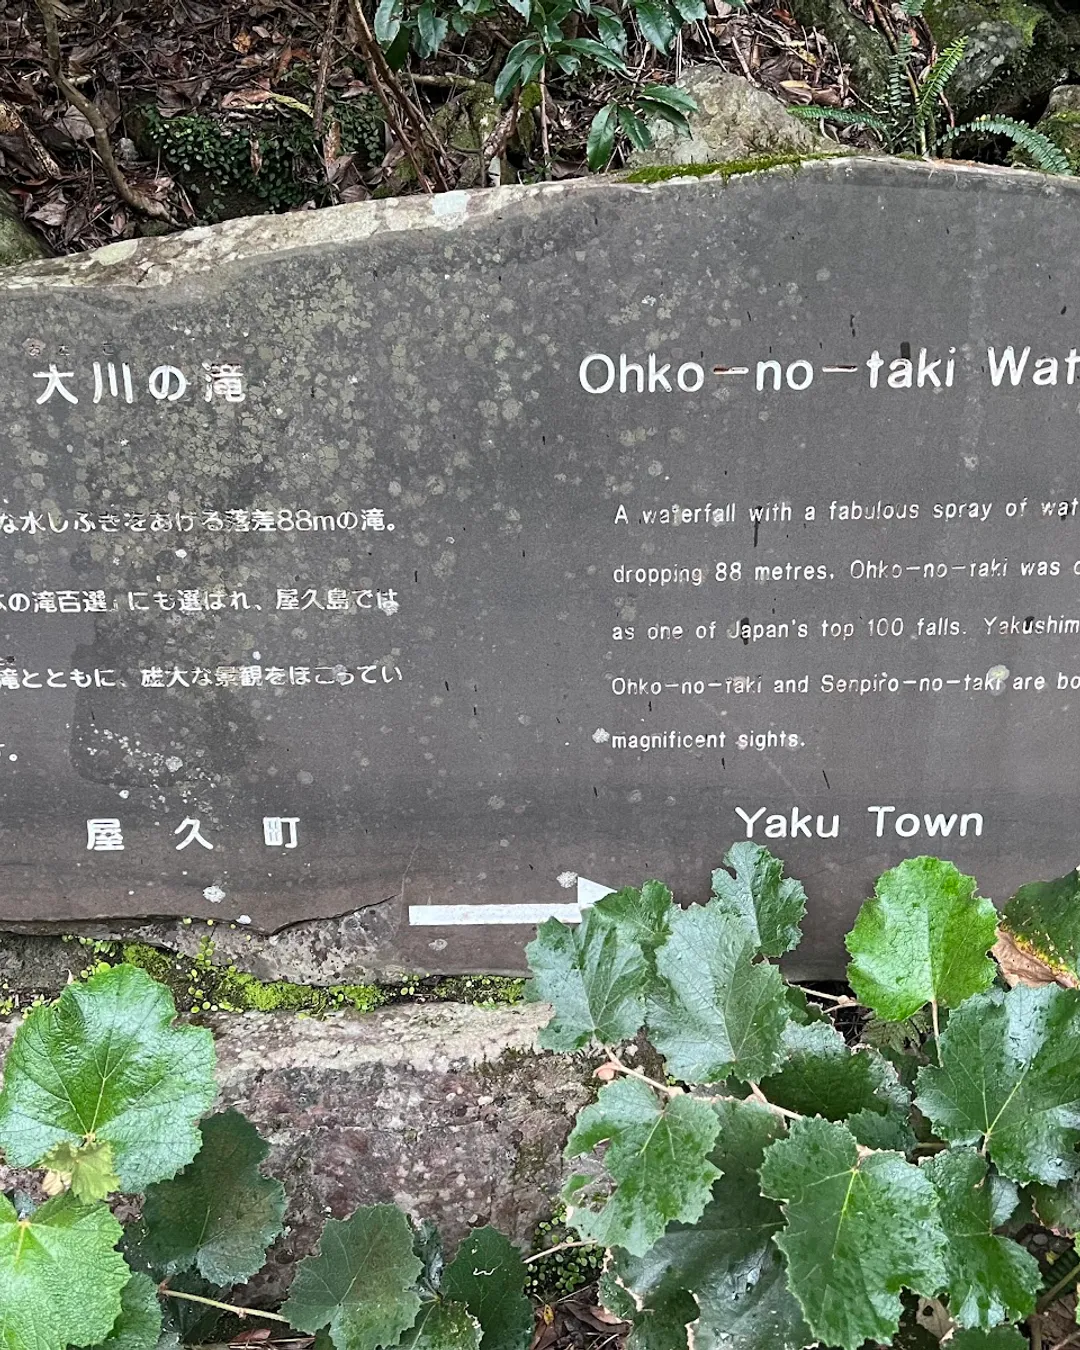 大川の滝
な水しぶきをあげる落差88mの滝。
の滝百選」にも選ばれ、屋久島では
滝とともに、雄大な景観をほこってい
。
屋久町
Ohko-no-taki Wat
A waterfall with a fabulous spray of wat
dropping 88 metres, Ohko-no-taki was
as one of Japan's top 100 falls. Yakushim
Ohko-no-taki and Senpiro-no-taki are bo
magnificent sights.
Yaku Town